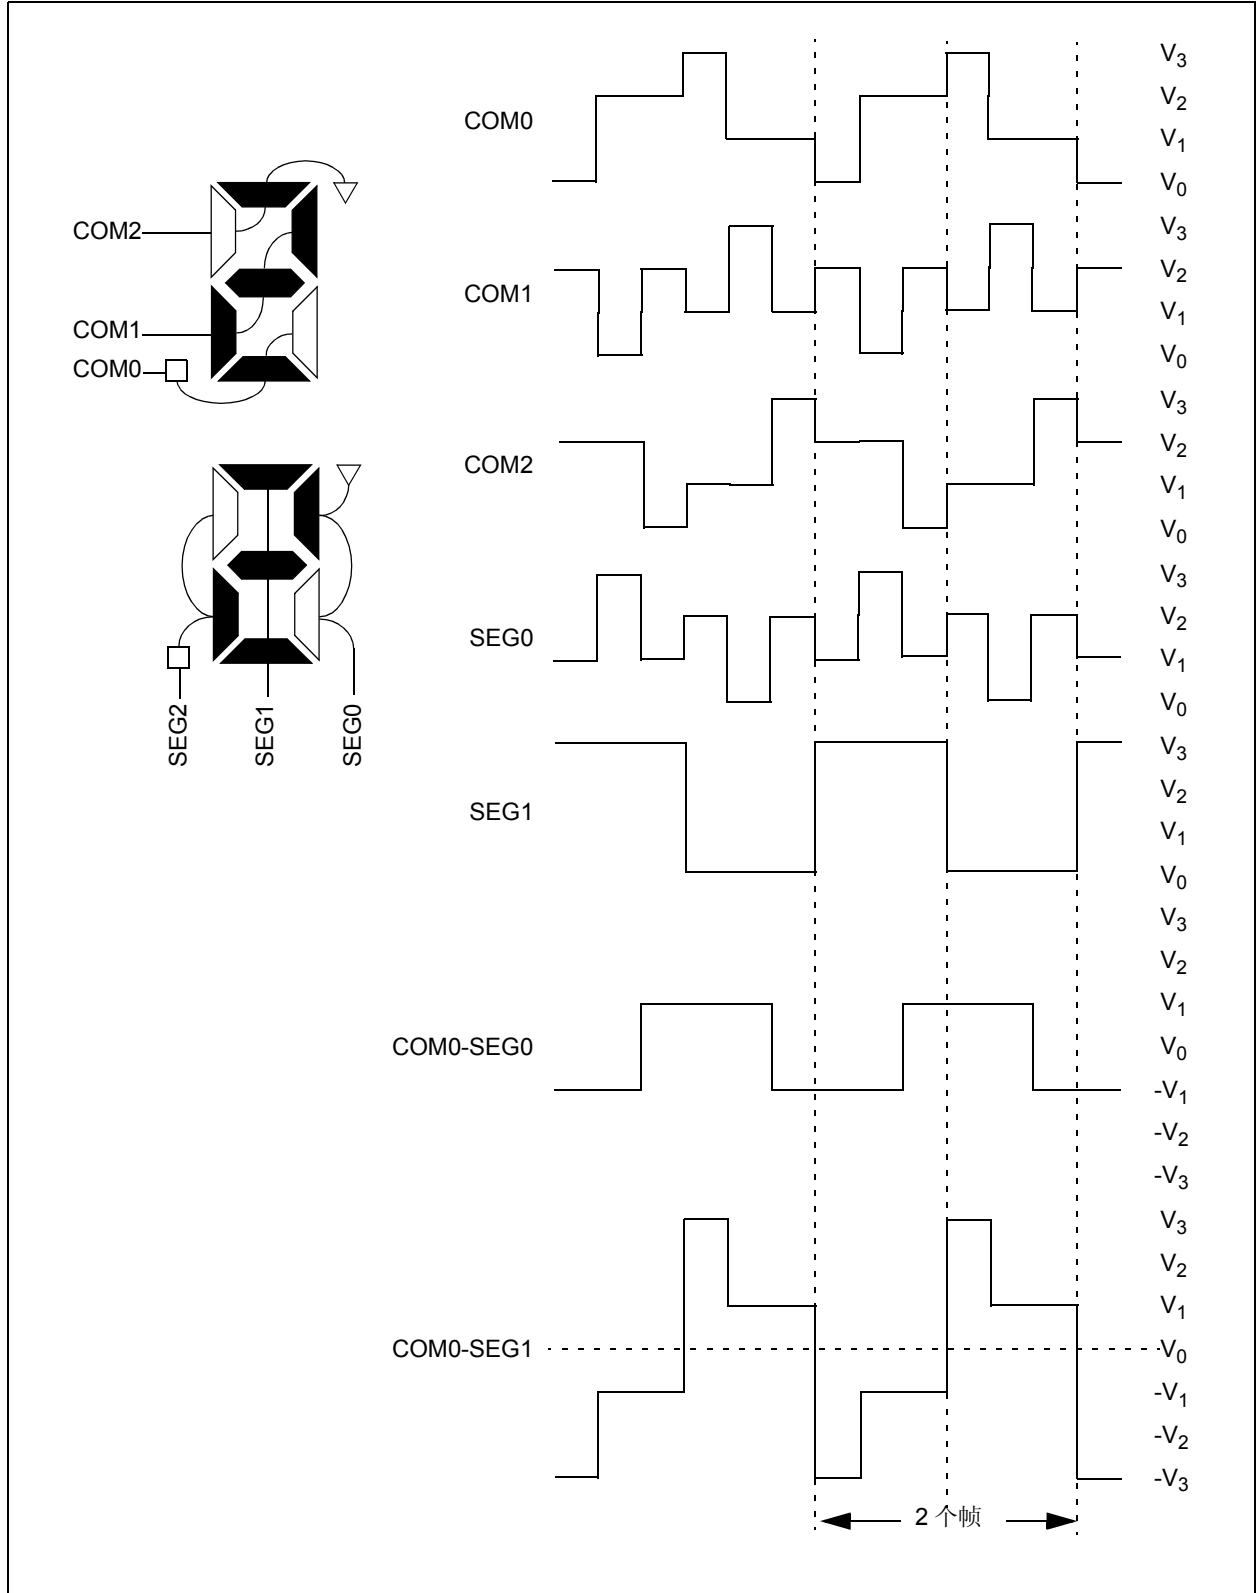 COM0
V3
V2
V1
V0
COM2
COM1
COM0
COM1
V3
V2
V1
V0
COM2
V3
V2
V1
V0
SEG2
SEG1
SEG0
SEG0
V3
V2
V1
V0
SEG1
V3
V2
V1
V0
COM0-SEG0
V3
V2
V1
V0
-V1
-V2
-V3
COM0-SEG1
V3
V2
V1
V0
-V1
-V2
-V3
2 个帧